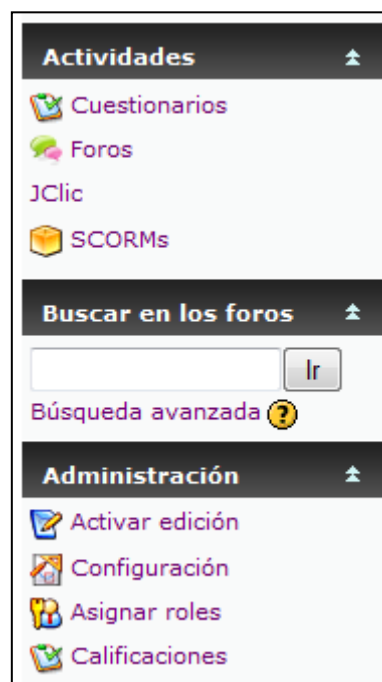 Actividades
Cuestionarios
Foros
JClic
SCORMs
Buscar en los foros
Ir
Búsqueda avanzada ?
Administración
Activar edición
Configuración
Asignar roles
Calificaciones